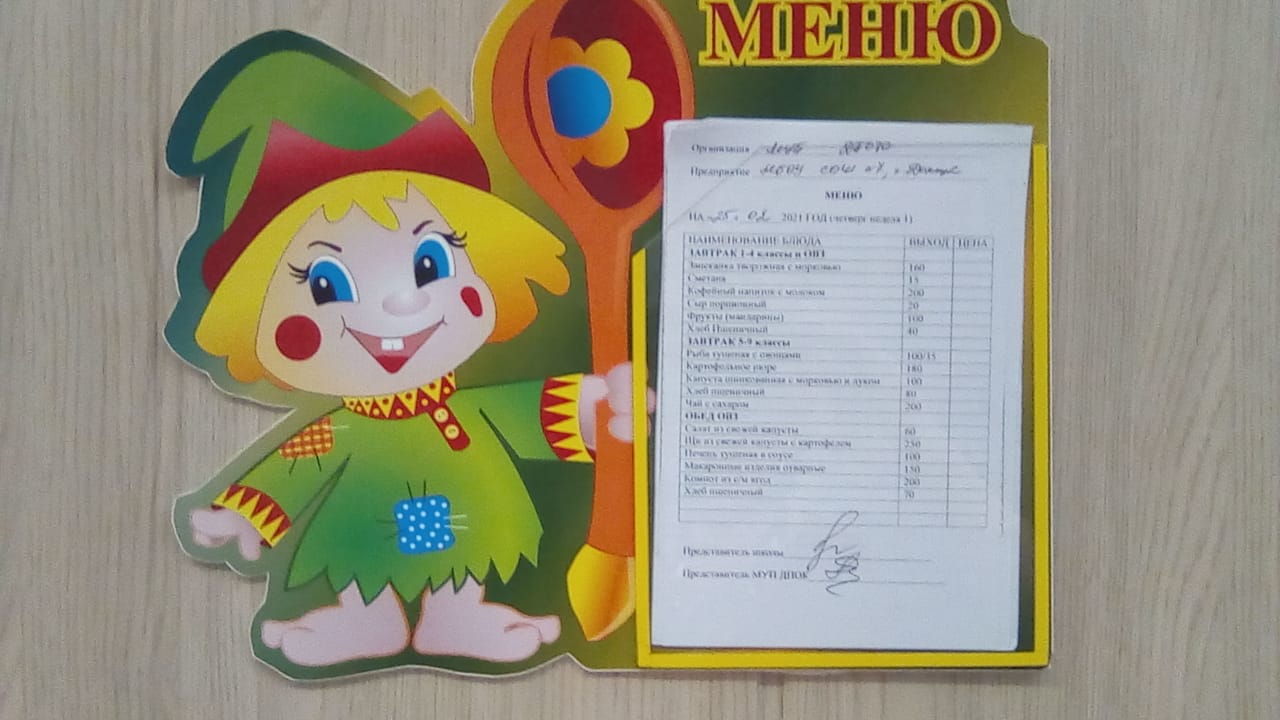 МЕНЮ
Организация
Предприятие МБОУ СОШ
МЕНЮ
НА 25. 02 2021 ГОД (четверг неделя 1)
НАИМЕНОВАНИЕ БЛЮДА ВЫХОД ЦЕНА
ЗАВТРАК 1-4 классы и ОВЗ
Запеканка творожная с морковью 160
Сметана 15
Кофейный напиток с молоком 200
Сыр порционный 20
Фрукты (мандарины) 100
Хлеб Пшеничный 40
ЗАВТРАК 5-9 классы
Рыба тушеная с овощами 100/35
Картофельное пюре 180
Капуста шинкованная с морковью и луком 100
Хлеб пшеничный 80
Чай с сахаром 200
ОБЕД ОВЗ
Салат из свежей капусты 60
Щи из свежей капусты с картофелем 250
Печень тушеная в соусе 100
Макаронные изделия отварные 150
Компот из с/м ягод 200
Хлеб пшеничный 70
Представитель школы
Представитель МУП ДПОК